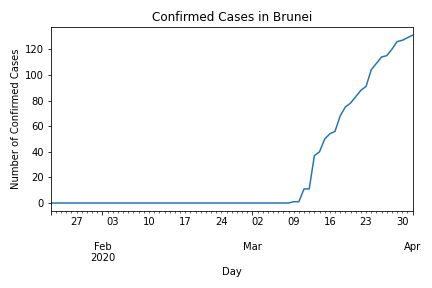 Confirmed Cases in Brunei
Number of Confirmed Cases
120
100
80
60
40
20
0
27 03 10 17 24 02 09 16 23 30
Feb Mar Apr
2020
Day